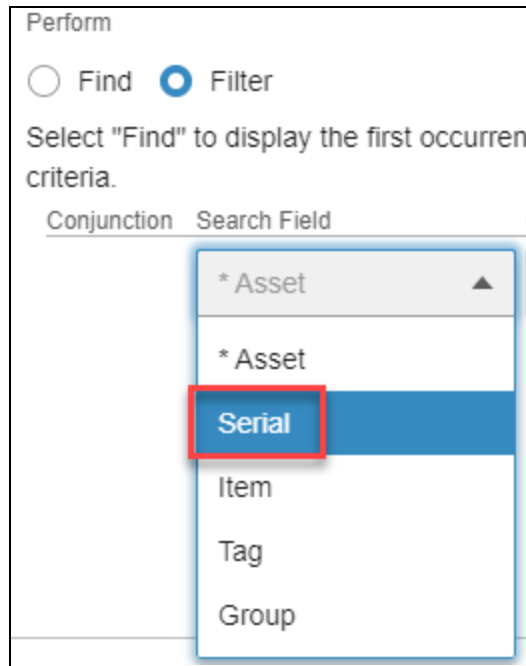 Perform
Find Filter
Select "Find" to display the first
criteria.
Conjunction Search Field
* Asset
* Asset
Serial
Item
Tag
Group